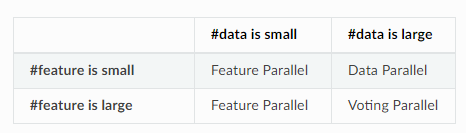 #data is small #data is large
#feature is small Feature Parallel Data Parallel
#feature is large Feature Parallel Voting Parallel